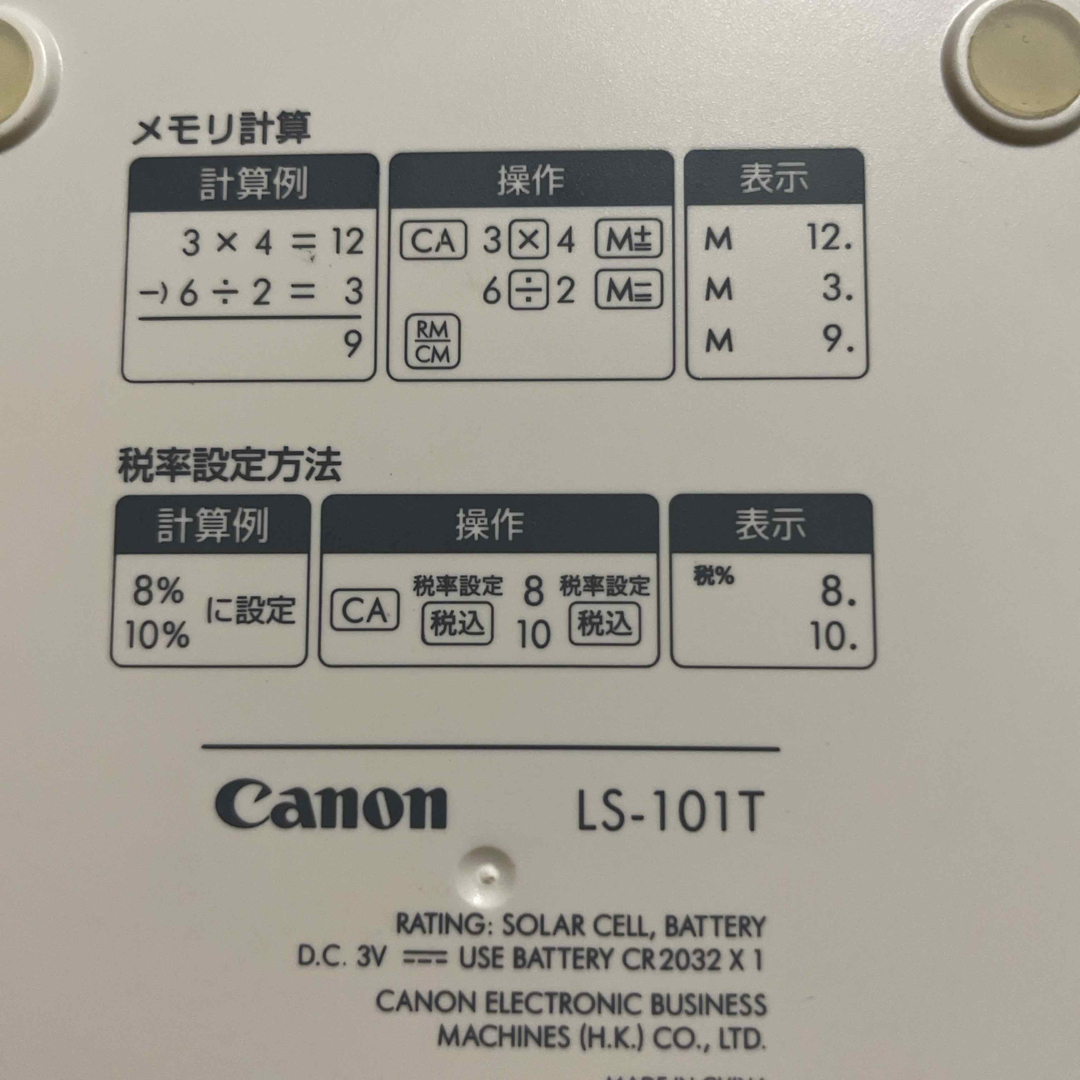 メモリ計算
計算例 操作 表示
3 × 4 = 12 CA 3 × 4 M± M 12.
−) 6 ÷ 2 = 3 6 ÷ 2 M= M 3.
9 RM/CM M 9.
税率設定方法
計算例 操作 表示
8% 税率設定 8 税率設定 税% 8.
に設定 CA
10% 税込 10 税込 10.
Canon LS-101T
RATING: SOLAR CELL, BATTERY
D.C. 3V ⎓ USE BATTERY CR2032 X 1
CANON ELECTRONIC BUSINESS
MACHINES (H.K.) CO., LTD.